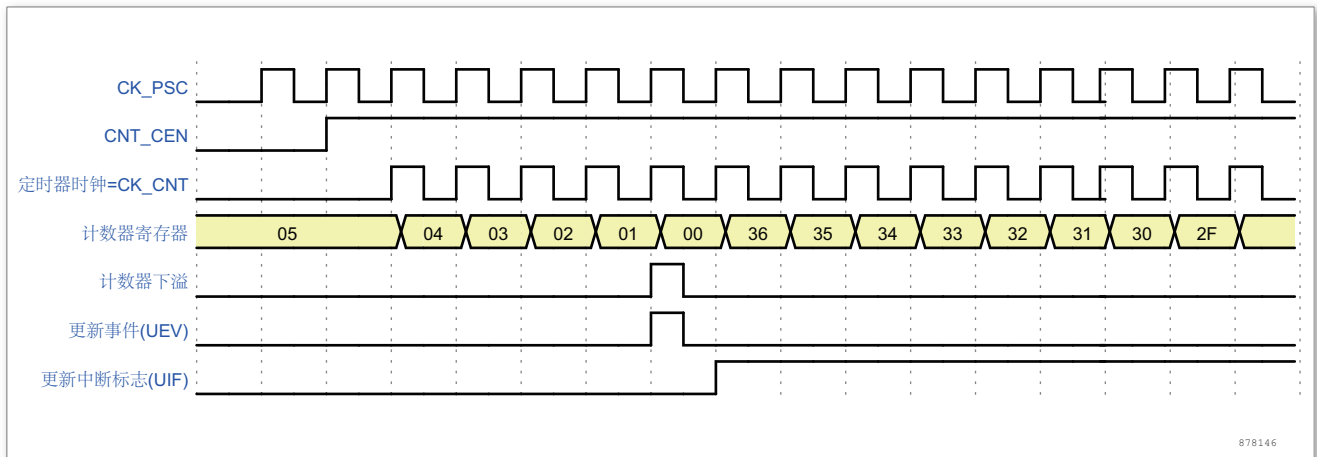 CK_PSC
CNT_CEN
定时器时钟=CK_CNT
计数器寄存器 05 04 03 02 01 00 36 35 34 33 32 31 30 2F
计数器下溢
更新事件(UEV)
更新中断标志(UIF)
878146